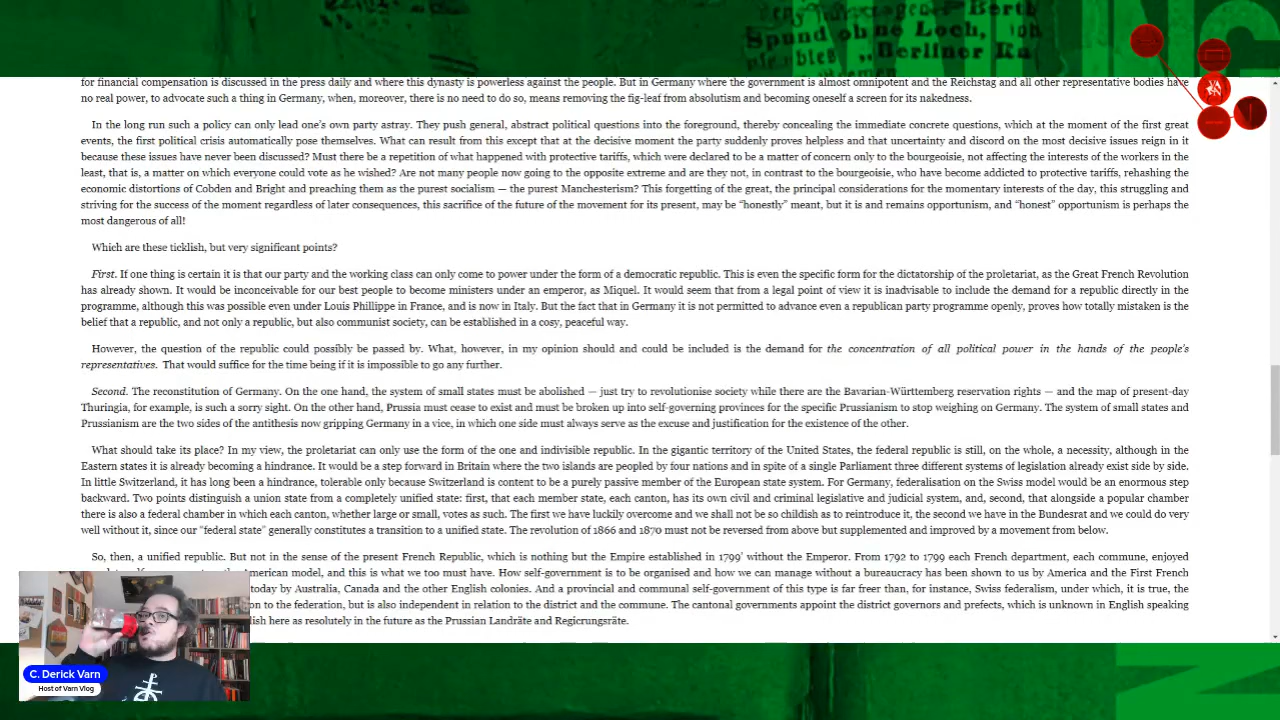 Berth
Spund ohne Loch,
„Berliner
for financial compensation is discussed in the press daily and where this dynasty is powerless against the people. But in Germany where the government is almost omnipotent and the Reichstag and all other representative bodies have
no real power, to advocate such a thing in Germany, when, moreover, there is no need to do so, means removing the fig-leaf from absolutism and becoming oneself a screen for its nakedness.
In the long run such a policy can only lead one's own party astray. They push general, abstract political questions into the foreground, thereby concealing the immediate concrete questions, which at the moment of the first great
events, the first political crisis automatically pose themselves. What can result from this except that at the decisive moment the party suddenly proves helpless and that uncertainty and discord on the most decisive issues reign in it
because these issues have never been discussed? Must there be a repetition of what happened with protective tariffs, which were declared to be a matter of concern only to the bourgeoisie, not affecting the interests of the workers in the
least, that is, a matter on which everyone could vote as he wished? Are not many people now going to the opposite extreme and are they not, in contrast to the bourgeoisie, who have become addicted to protective tariffs, rehashing the
economic distortions of Cobden and Bright and preaching them as the purest socialism — the purest Manchesterism? This forgetting of the great, the principal considerations for the momentary interests of the day, this struggling and
striving for the success of the moment regardless of later consequences, this sacrifice of the future of the movement for its present, may be “honestly” meant, but it is and remains opportunism, and “honest” opportunism is perhaps the
most dangerous of all!
Which are these ticklish, but very significant points?
First. If one thing is certain it is that our party and the working class can only come to power under the form of a democratic republic. This is even the specific form for the dictatorship of the proletariat, as the Great French Revolution
has already shown. It would be inconceivable for our best people to become ministers under an emperor, as Miquel. It would seem that from a legal point of view it is inadvisable to include the demand for a republic directly in the
programme, although this was possible even under Louis Phillippe in France, and is now in Italy. But the fact that in Germany it is not permitted to advance even a republican party programme openly, proves how totally mistaken is the
belief that a republic, and not only a republic, but also communist society, can be established in a cosy, peaceful way.
However, the question of the republic could possibly be passed by. What, however, in my opinion should and could be included is the demand for the concentration of all political power in the hands of the people's
representatives. That would suffice for the time being if it is impossible to go any further.
Second. The reconstitution of Germany. On the one hand, the system of small states must be abolished — just try to revolutionise society while there are the Bavarian-Württemberg reservation rights — and the map of present-day
Thuringia, for example, is such a sorry sight. On the other hand, Prussia must cease to exist and must be broken up into self-governing provinces for the specific Prussianism to stop weighing on Germany. The system of small states and
Prussianism are the two sides of the antithesis now gripping Germany in a vice, in which one side must always serve as the excuse and justification for the existence of the other.
What should take its place? In my view, the proletariat can only use the form of the one and indivisible republic. In the gigantic territory of the United States, the federal republic is still, on the whole, a necessity, although in the
Eastern states it is already becoming a hindrance. It would be a step forward in Britain where the two islands are peopled by four nations and in spite of a single Parliament three different systems of legislation already exist side by side.
In little Switzerland, it has long been a hindrance, tolerable only because Switzerland is content to be a purely passive member of the European state system. For Germany, federalisation on the Swiss model would be an enormous step
backward. Two points distinguish a union state from a completely unified state: first, that each member state, each canton, has its own civil and criminal legislative and judicial system, and, second, that alongside a popular chamber
there is also a federal chamber in which each canton, whether large or small, votes as such. The first we have luckily overcome and we shall not be so childish as to reintroduce it, the second we have in the Bundesrat and we could do very
well without it, since our “federal state” generally constitutes a transition to a unified state. The revolution of 1866 and 1870 must not be reversed from above but supplemented and improved by a movement from below.
So, then, a unified republic. But not in the sense of the present French Republic, which is nothing but the Empire established in 1799' without the Emperor. From 1792 to 1799 each French department, each commune, enjoyed
American model, and this is what we too must have. How self-government is to be organised and how we can manage without a bureaucracy has been shown to us by America and the First French
today by Australia, Canada and the other English colonies. And a provincial and communal self-government of this type is far freer than, for instance, Swiss federalism, under which, it is true, the
to the federation, but is also independent in relation to the district and the commune. The cantonal governments appoint the district governors and prefects, which is unknown in English speaking
here as resolutely in the future as the Prussian Landräte and Regierungsräte.
C. Derick Varn
Host of Varn Vlog